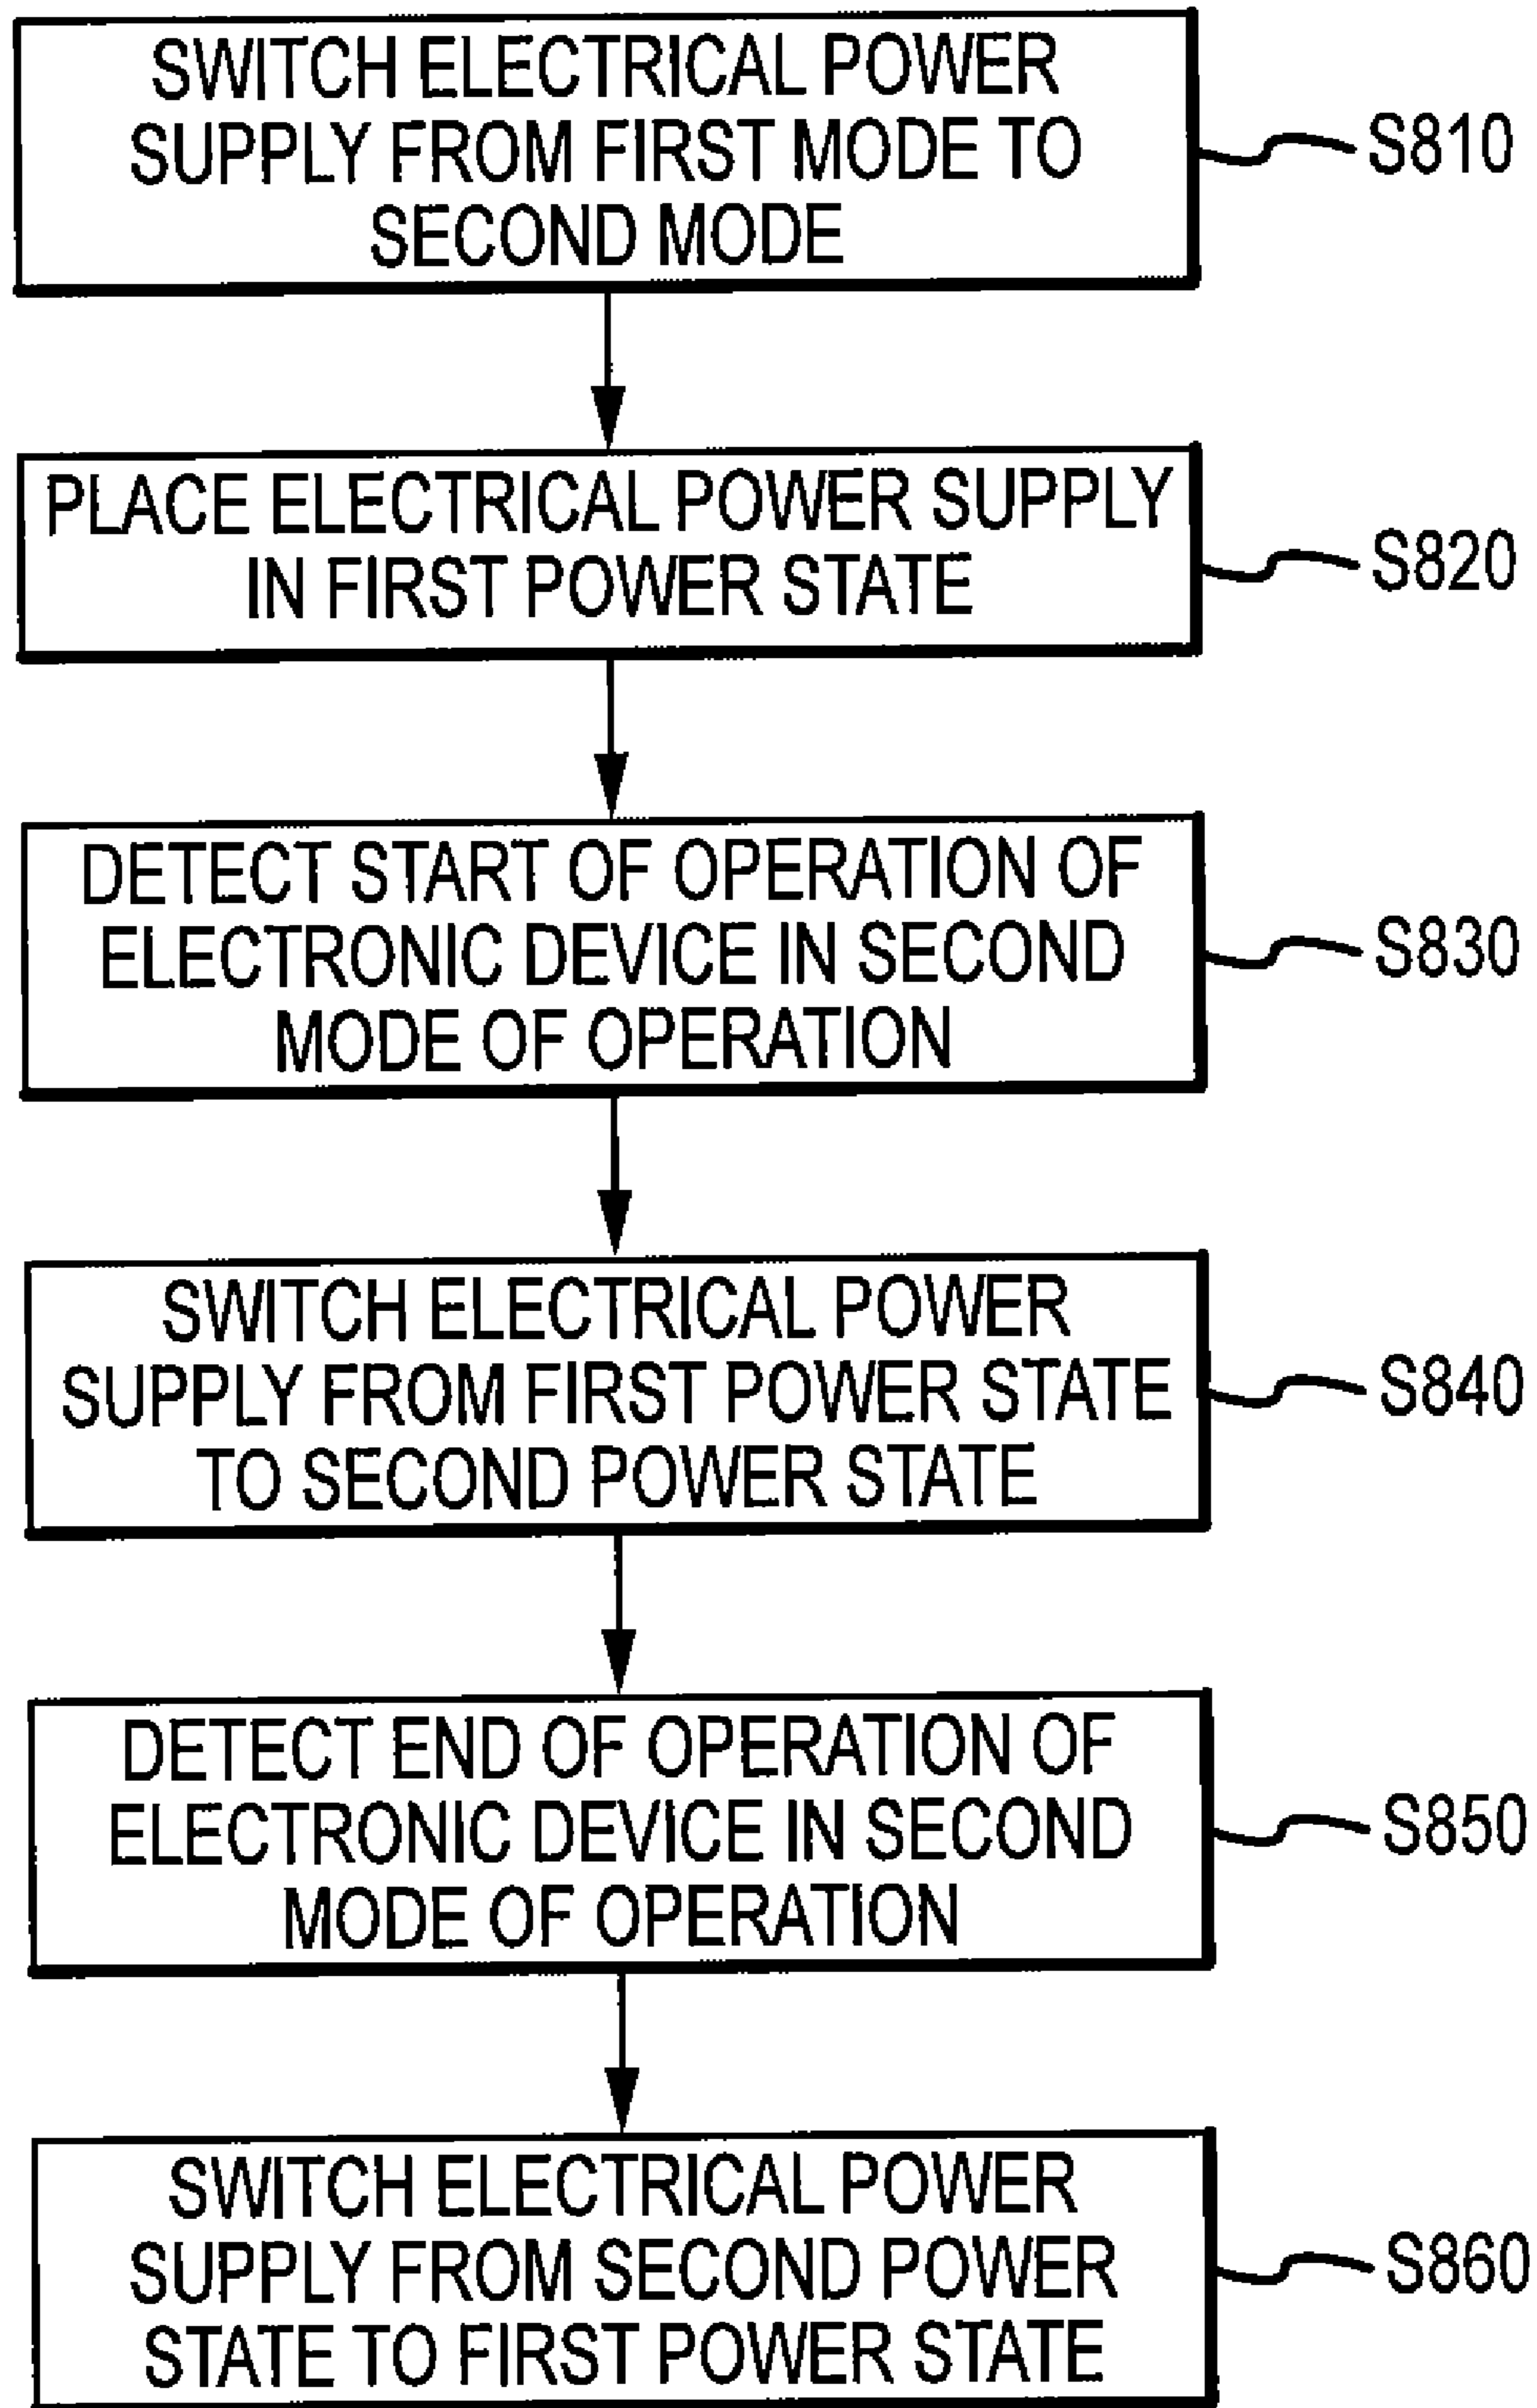 SWITCH ELECTRICAL POWER
SUPPLY FROM FIRST MODE TO
SECOND MODE
S810
PLACE ELECTRICAL POWER SUPPLY
IN FIRST POWER STATE
S820
DETECT START OF OPERATION OF
ELECTRONIC DEVICE IN SECOND
MODE OF OPERATION
S830
SWITCH ELECTRICAL POWER
SUPPLY FROM FIRST POWER STATE
TO SECOND POWER STATE
S840
DETECT END OF OPERATION OF
ELECTRONIC DEVICE IN SECOND
MODE OF OPERATION
S850
SWITCH ELECTRICAL POWER
SUPPLY FROM SECOND POWER
STATE TO FIRST POWER STATE
S860